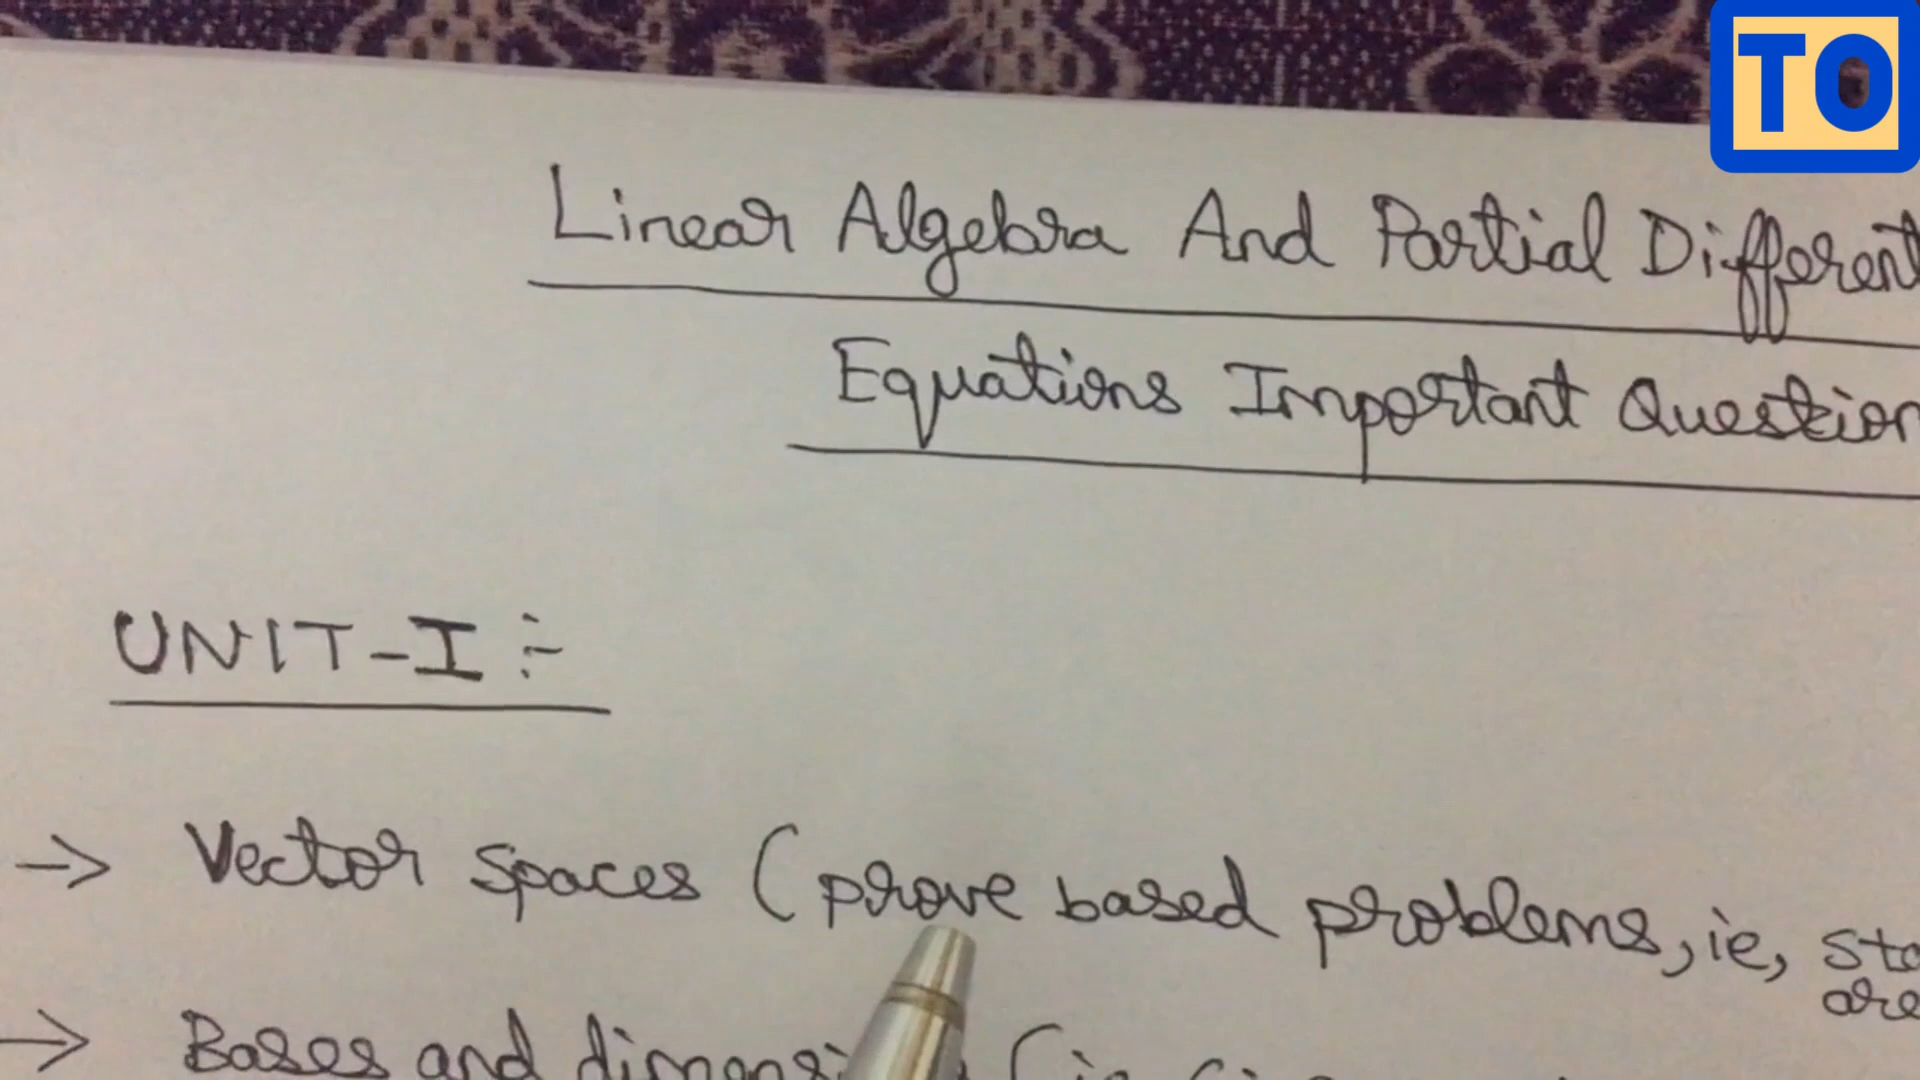 TO
Linear Algebra And Partial Different
Equations Important Question
UNIT-I :-
→ Vector Spaces (prove based problems, ie,
are
→ Bases and